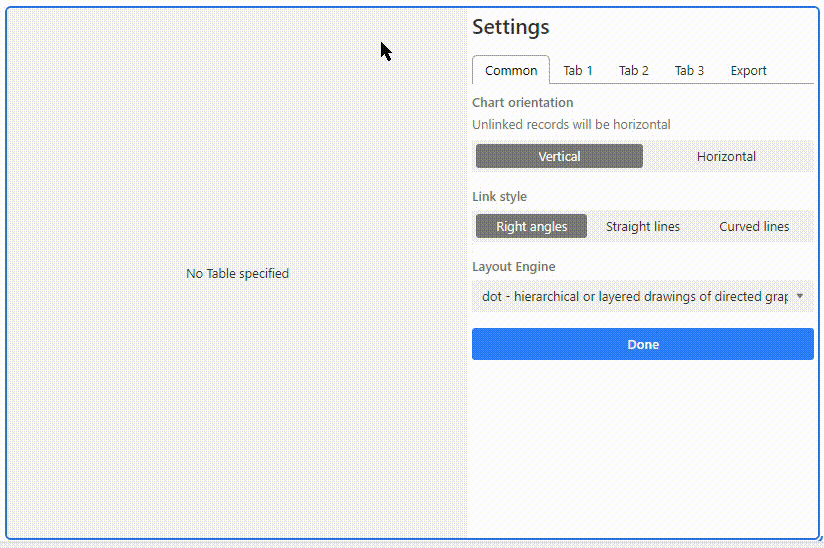 Settings
Common Tab 1 Tab 2 Tab 3 Export
Chart orientation
Unlinked records will be horizontal
Vertical Horizontal
Link style
Right angles Straight lines Curved lines
Layout Engine
No Table specified
dot - hierarchical or layered drawings of directed grap
Done